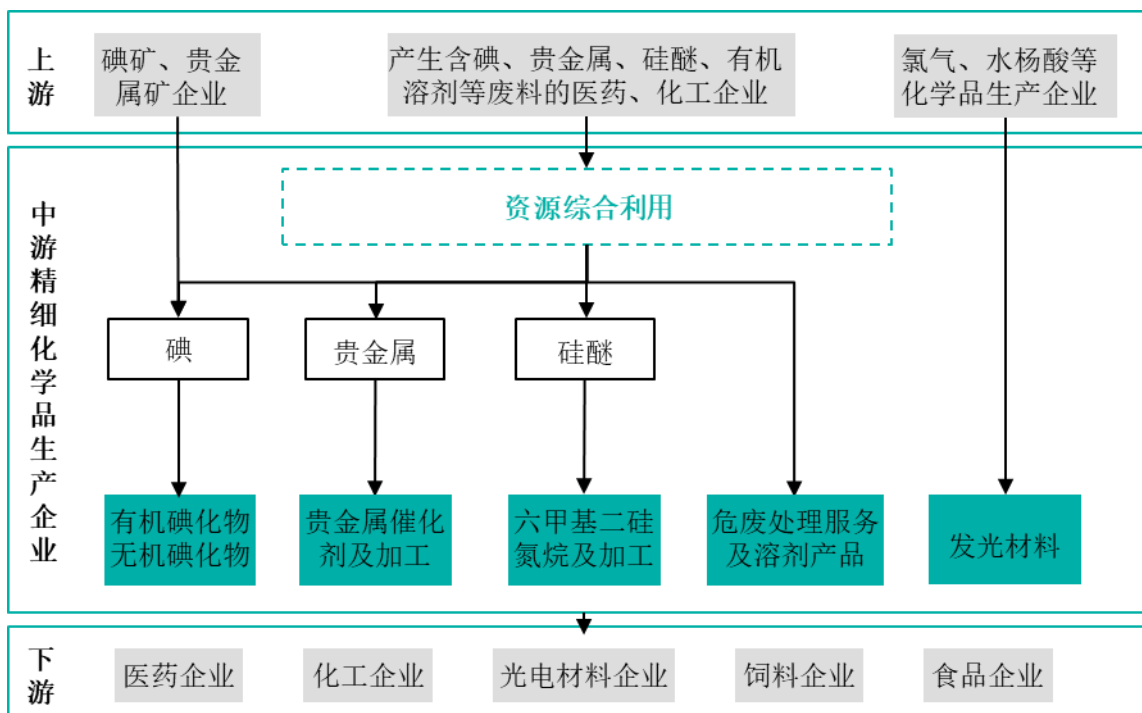 上游
碘矿、贵金
属矿企业
产生含碘、贵金属、硅醚、有机
溶剂等废料的医药、化工企业
氯气、水杨酸等
化学品生产企业
中游精细化学品生产企业
资源综合利用
碘
贵金属
硅醚
有机碘化物
无机碘化物
贵金属催化
剂及加工
六甲基二硅
氮烷及加工
危废处理服务
及溶剂产品
发光材料
下游
医药企业
化工企业
光电材料企业
饲料企业
食品企业